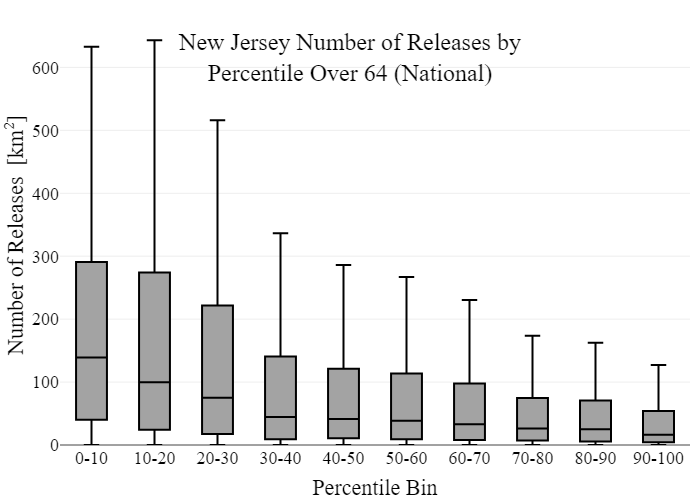 New Jersey Number of Releases by
Percentile Over 64 (National)
Number of Releases [km²]
600
500
400
300
200
100
0
0-10 10-20 20-30 30-40 40-50 50-60 60-70 70-80 80-90 90-100
Percentile Bin